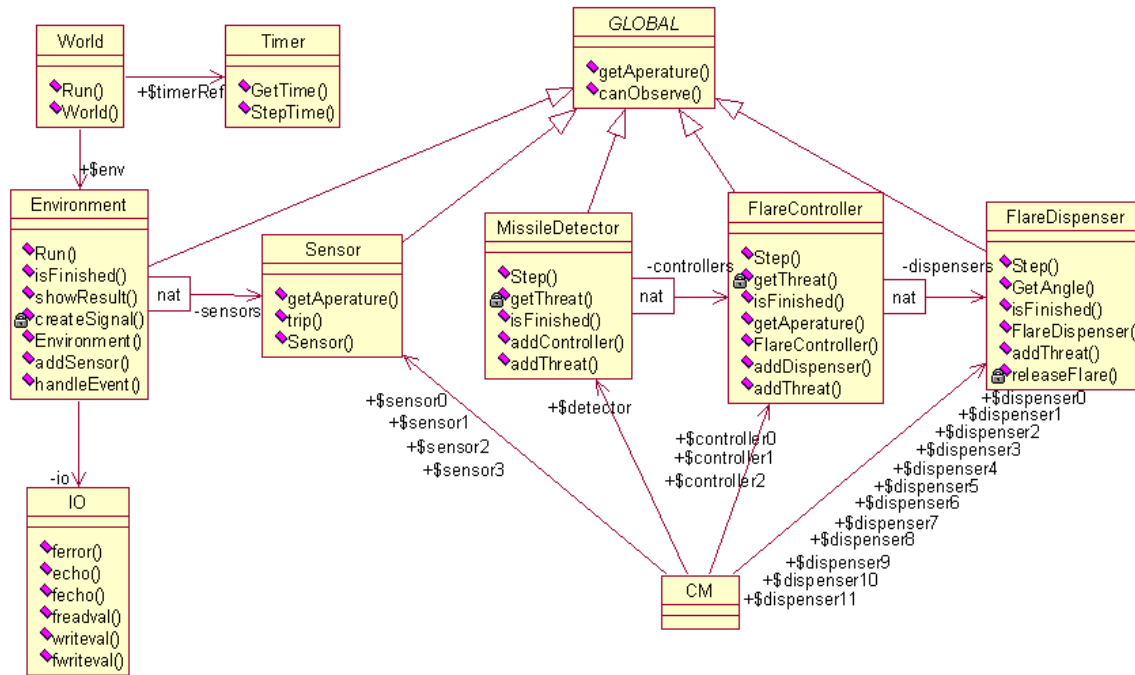 World
Run()
World()
Timer
GetTime()
StepTime()
+$timerRef
GLOBAL
getAperature()
canObserve()
+$env
Environment
Run()
isFinished()
showResult()
createSignal()
Environment()
addSensor()
handleEvent()
nat
-sensors
Sensor
getAperature()
trip()
Sensor()
MissileDetector
Step()
getThreat()
isFinished()
addController()
addThreat()
-controllers
nat
FlareController
Step()
getThreat()
isFinished()
getAperature()
FlareController()
addDispenser()
addThreat()
-dispensers
nat
FlareDispenser
Step()
GetAngle()
isFinished()
FlareDispenser()
addThreat()
releaseFlare()
+$sensor0
+$sensor1
+$sensor2
+$sensor3
+$detector
+$controller0
+$controller1
+$controller2
+$dispenser0
+$dispenser1
+$dispenser2
+$dispenser3
+$dispenser4
+$dispenser5
+$dispenser6
+$dispenser7
+$dispenser8
+$dispenser9
+$dispenser10
+$dispenser11
-io
IO
ferror()
echo()
fecho()
freadval()
writeval()
fwriteval()
CM